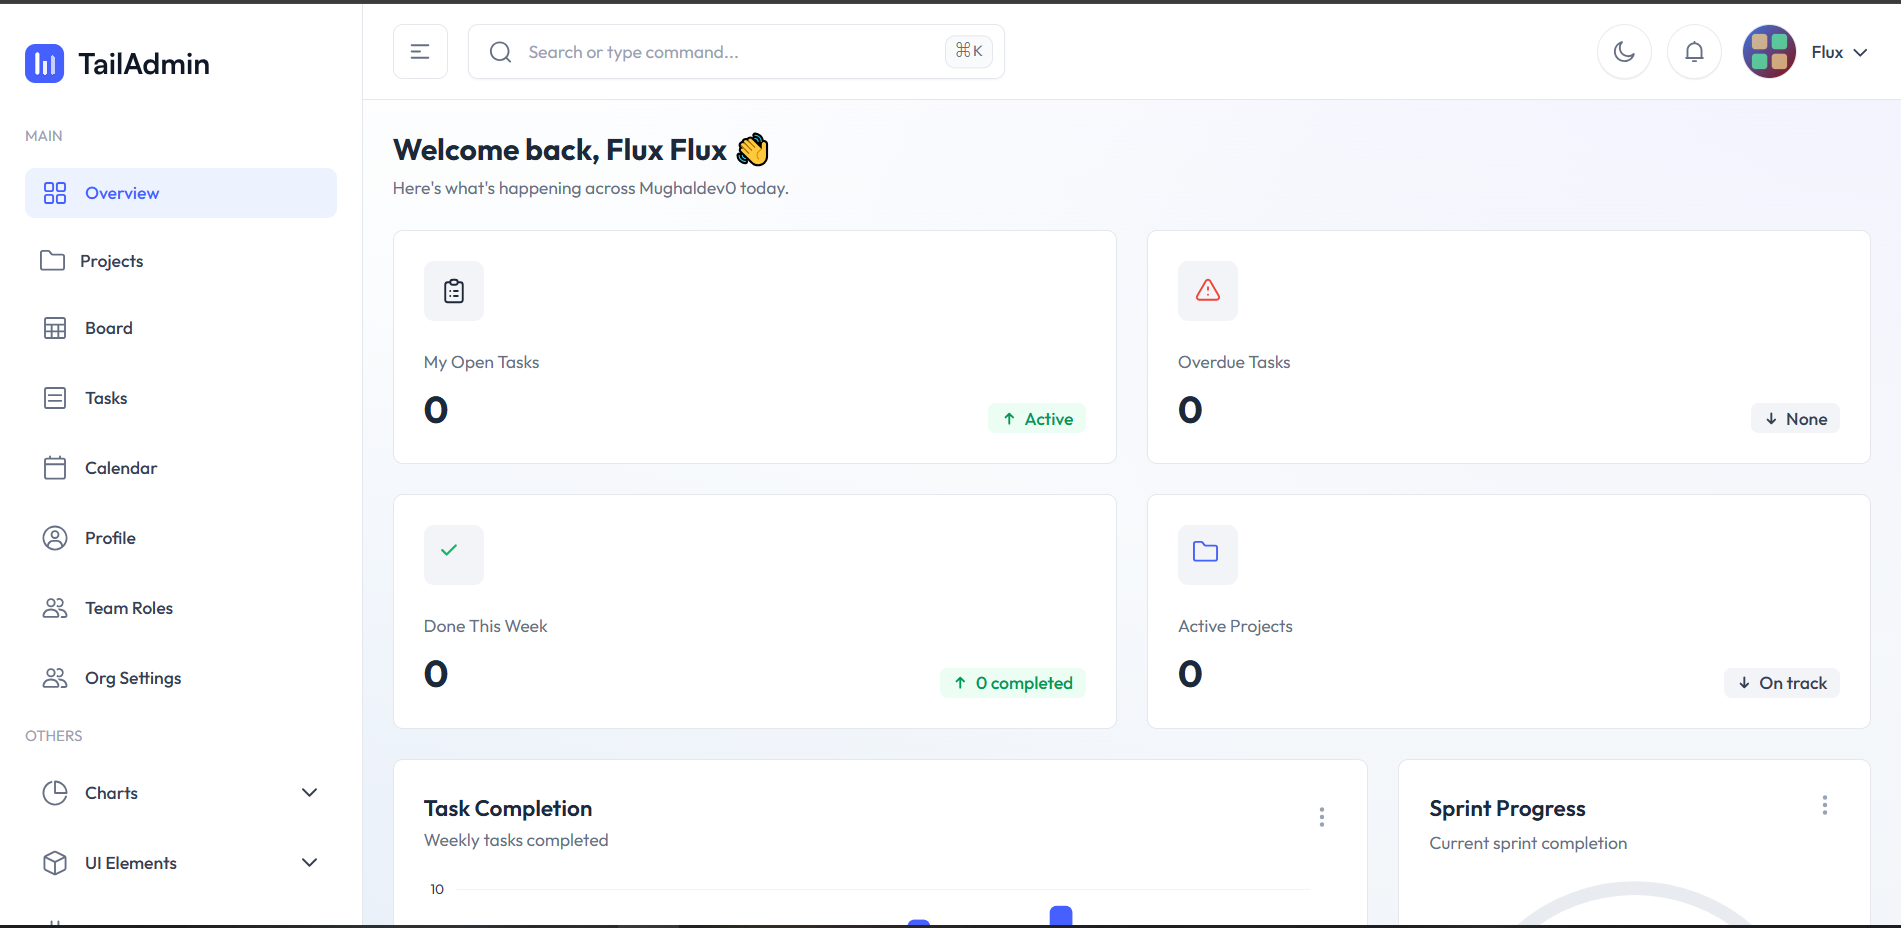 TailAdmin
MAIN
Overview
Projects
Board
Tasks
Calendar
Profile
Team Roles
Org Settings
OTHERS
Charts
UI Elements
Search or type command...
⌘K
Flux
Welcome back, Flux Flux 👋
Here's what's happening across Mughaldev0 today.
My Open Tasks
0
↑ Active
Overdue Tasks
0
↓ None
Done This Week
0
↑ 0 completed
Active Projects
0
↓ On track
Task Completion
Weekly tasks completed
10
Sprint Progress
Current sprint completion